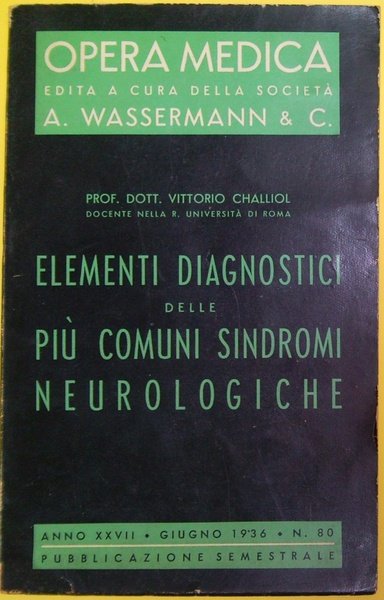 OPERA MEDICA
EDITA A CURA DELLA SOCIETÀ
A. WASSERMANN & C.
PROF. DOTT. VITTORIO CHALLIOL
DOCENTE NELLA R. UNIVERSITÀ DI ROMA
ELEMENTI DIAGNOSTICI
DELLE
PIÙ COMUNI SINDROMI
NEUROLOGICHE
ANNO XXVII • GIUGNO 1936 • N. 80
PUBBLICAZIONE SEMESTRALE